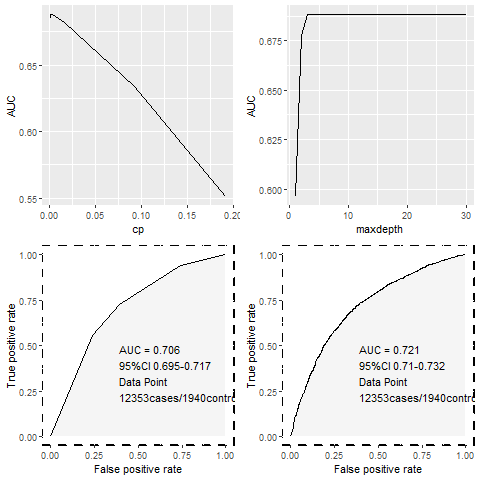 0.65
0.60
0.55
AUC
0.00
0.05
0.10
0.15
0.20
cp
0.675
0.650
0.625
0.600
AUC
0
10
20
30
maxdepth
1.00
0.75
0.50
0.25
0.00
True positive rate
AUC = 0.706
95%CI 0.695-0.717
Data Point
12353cases/1940contr
0.00
0.25
0.50
0.75
1.00
False positive rate
1.00
0.75
0.50
0.25
0.00
True positive rate
AUC = 0.721
95%CI 0.71-0.732
Data Point
12353cases/1940contr
0.00
0.25
0.50
0.75
1.00
False positive rate